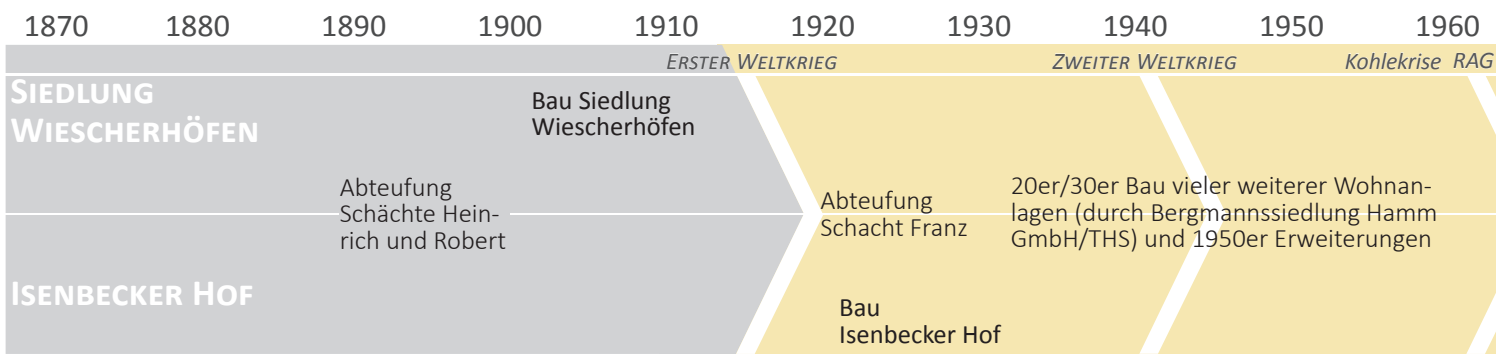 1870 1880 1890 1900 1910 1920 1930 1940 1950 1960
ERSTER WELTKRIEG ZWEITER WELTKRIEG Kohlekrise RAG
SIEDLUNG
WIESCHERHÖFEN
Bau Siedlung
Wiescherhöfen
Abteufung
Schächte Hein-
rich und Robert
Abteufung
Schacht Franz
20er/30er Bau vieler weiterer Wohnan-
lagen (durch Bergmannssiedlung Hamm
GmbH/THS) und 1950er Erweiterungen
ISENBECKER HOF
Bau
Isenbecker Hof